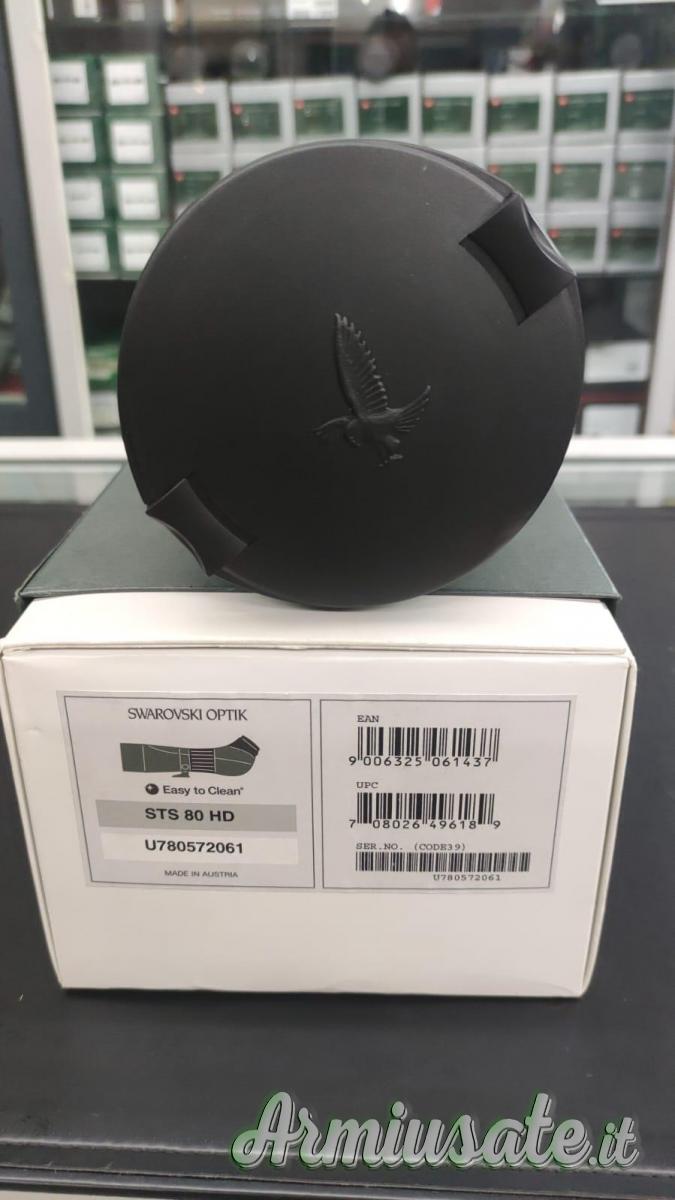 SWAROVSKI OPTIK
Easy to Clean®
STS 80 HD
U780572061
MADE IN AUSTRIA
EAN
9 006325 061437
UPC
7 08026 49618 9
SER.NO. (CODE39)
U780572061
Armiusate.it